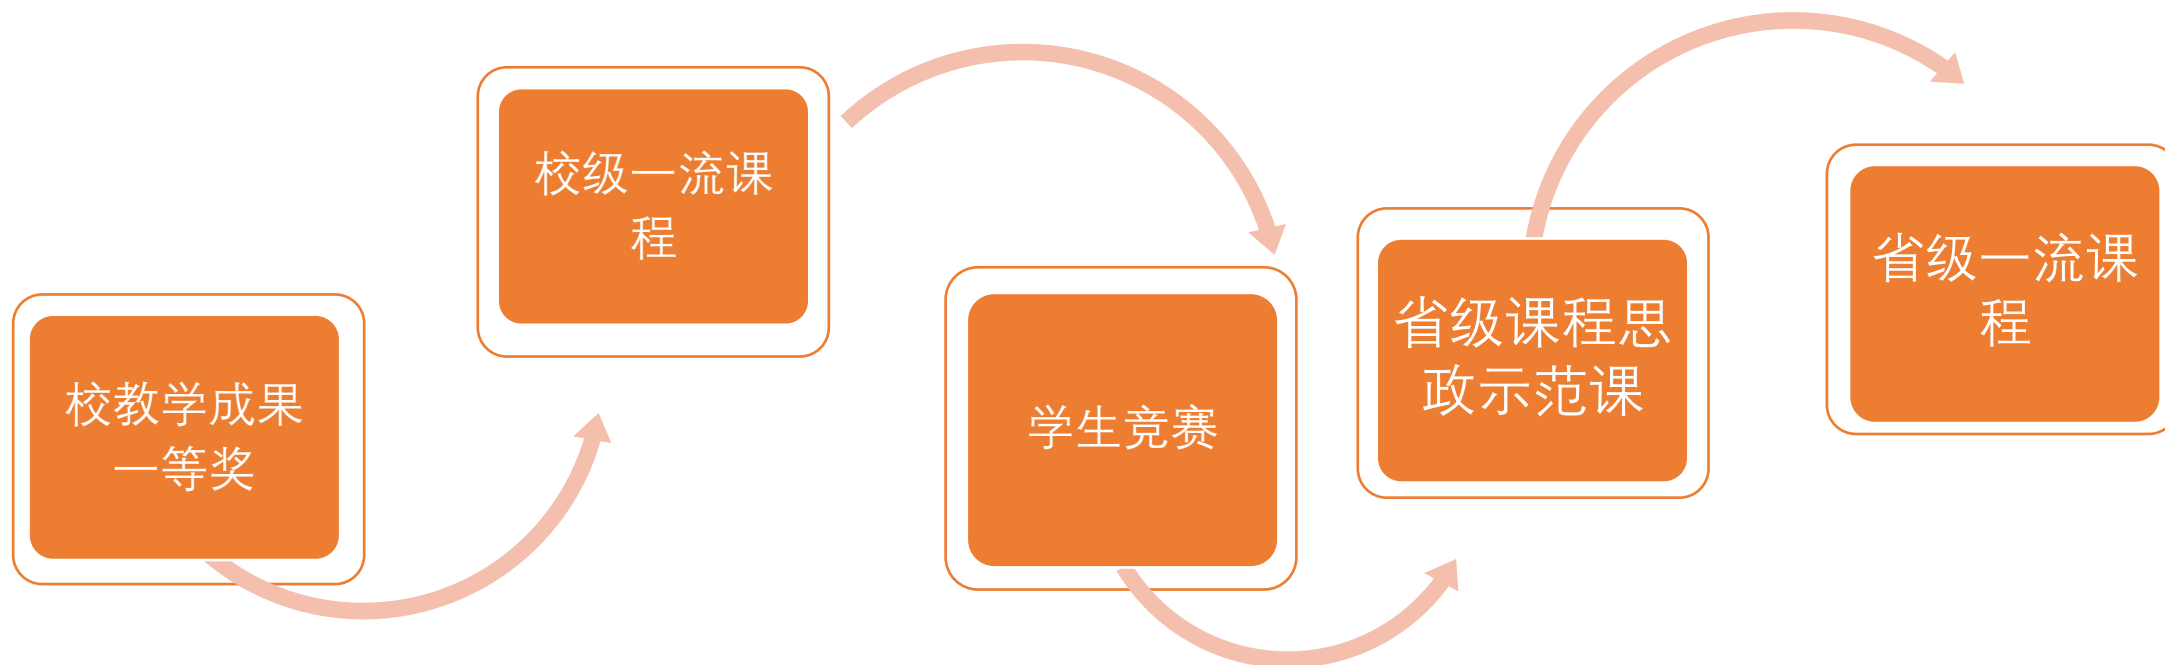 校教学成果
一等奖
校级一流课
程
学生竞赛
省级课程思
政示范课
省级一流课
程